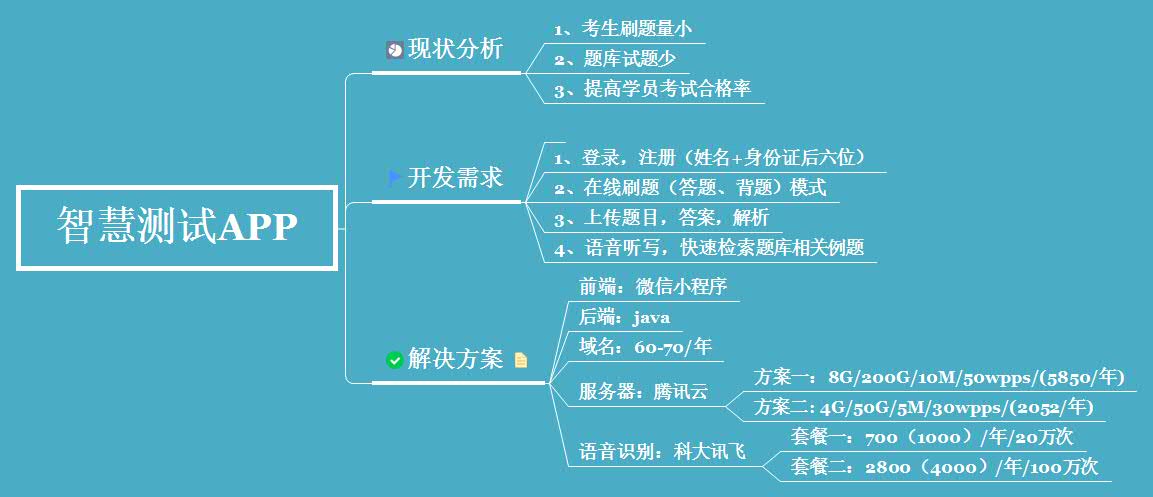 智慧测试APP
现状分析
1、考生刷题量小
2、题库试题少
3、提高学员考试合格率
开发需求
1、登录，注册（姓名+身份证后六位）
2、在线刷题（答题、背题）模式
3、上传题目，答案，解析
4、语音听写，快速检索题库相关例题
解决方案
前端：微信小程序
后端：java
域名：60-70/年
服务器：腾讯云
方案一：8G/200G/10M/50wpps/(5850/年)
方案二: 4G/50G/5M/30wpps/(2052/年)
语音识别：科大讯飞
套餐一：700（1000）/年/20万次
套餐二：2800（4000）/年/100万次